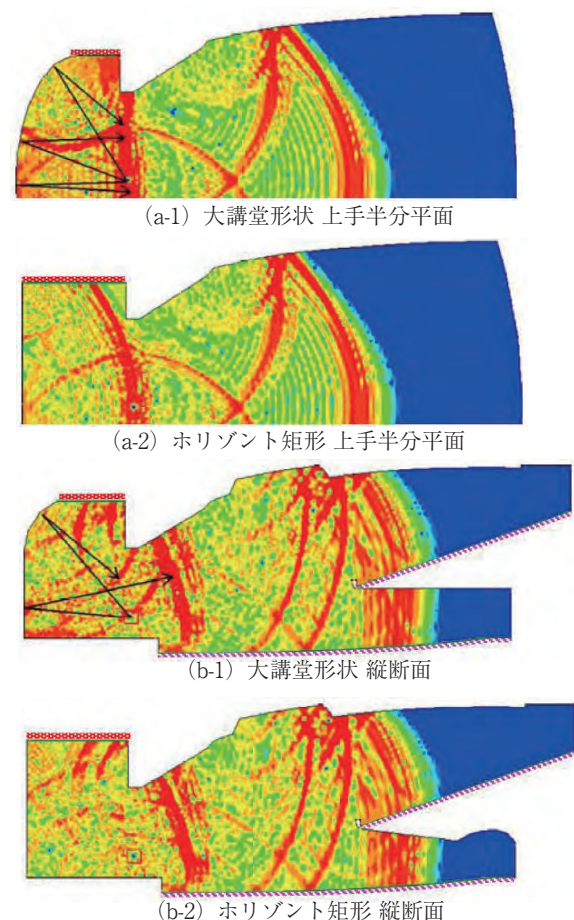 (a-1) 大講堂形状 上手半分平面
(a-2) ホリゾント矩形 上手半分平面
(b-1) 大講堂形状 縦断面
(b-2) ホリゾント矩形 縦断面